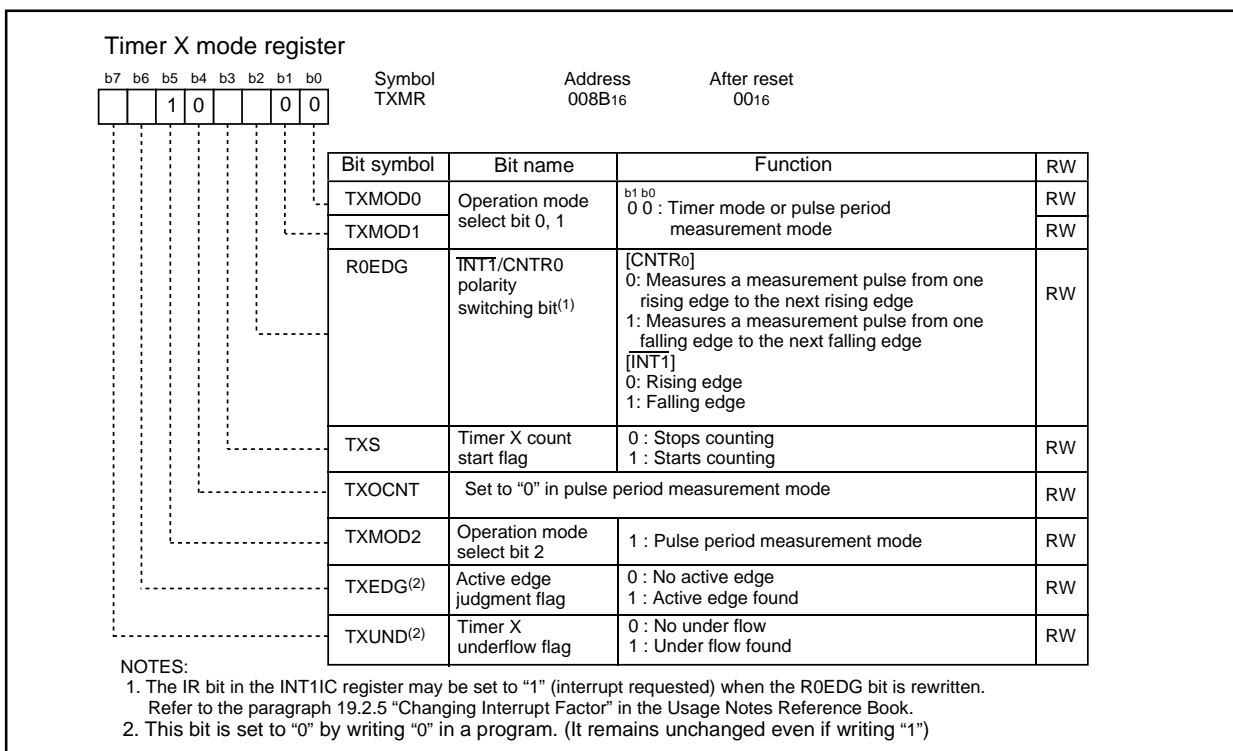 Timer X mode register
b7 b6 b5 b4 b3 b2 b1 b0
Symbol Address After reset
1 0 0 0
TXMR 008B16 0016
Bit symbol Bit name Function RW
TXMOD0 Operation mode select bit 0, 1 b1 b0
0 0 : Timer mode or pulse period
measurement mode RW
TXMOD1 RW
R0EDG INT1/CNTR0
polarity
switching bit(1)
[CNTR0]
0: Measures a measurement pulse from one
rising edge to the next rising edge
1: Measures a measurement pulse from one
falling edge to the next falling edge
[INT1]
0: Rising edge
1: Falling edge
RW
TXS Timer X count
start flag
0 : Stops counting
1 : Starts counting
RW
TXOCNT Set to “0” in pulse period measurement mode RW
TXMOD2 Operation mode
select bit 2
1 : Pulse period measurement mode RW
TXEDG(2) Active edge
judgment flag
0 : No active edge
1 : Active edge found
RW
TXUND(2) Timer X
underflow flag
0 : No under flow
1 : Under flow found
RW
NOTES:
1. The IR bit in the INT1IC register may be set to “1” (interrupt requested) when the R0EDG bit is rewritten.
Refer to the paragraph 19.2.5 “Changing Interrupt Factor” in the Usage Notes Reference Book.
2. This bit is set to “0” by writing “0” in a program. (It remains unchanged even if writing “1”)